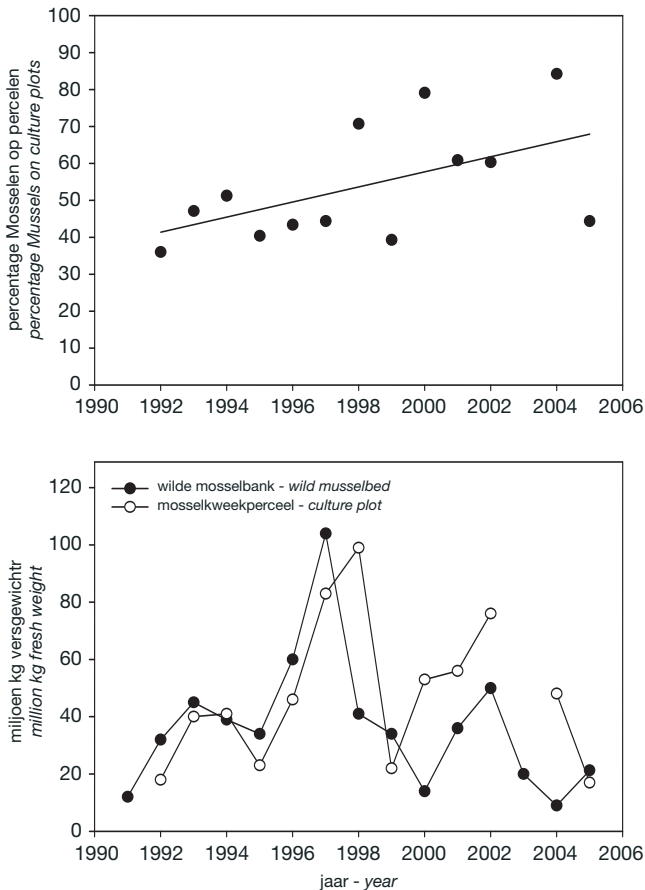 100
90
80
70
60
50
40
30
20
10
0
percentage Mosselen op percelen
percentage Mussels on culture plots
1990 1992 1994 1996 1998 2000 2002 2004 2006
wilde mosselbank - wild musselbed
mosselkweekperceel - culture plot
120
100
80
60
40
20
0
miljoen kg versgewichtr
million kg fresh weight
1990 1992 1994 1996 1998 2000 2002 2004 2006
jaar - year